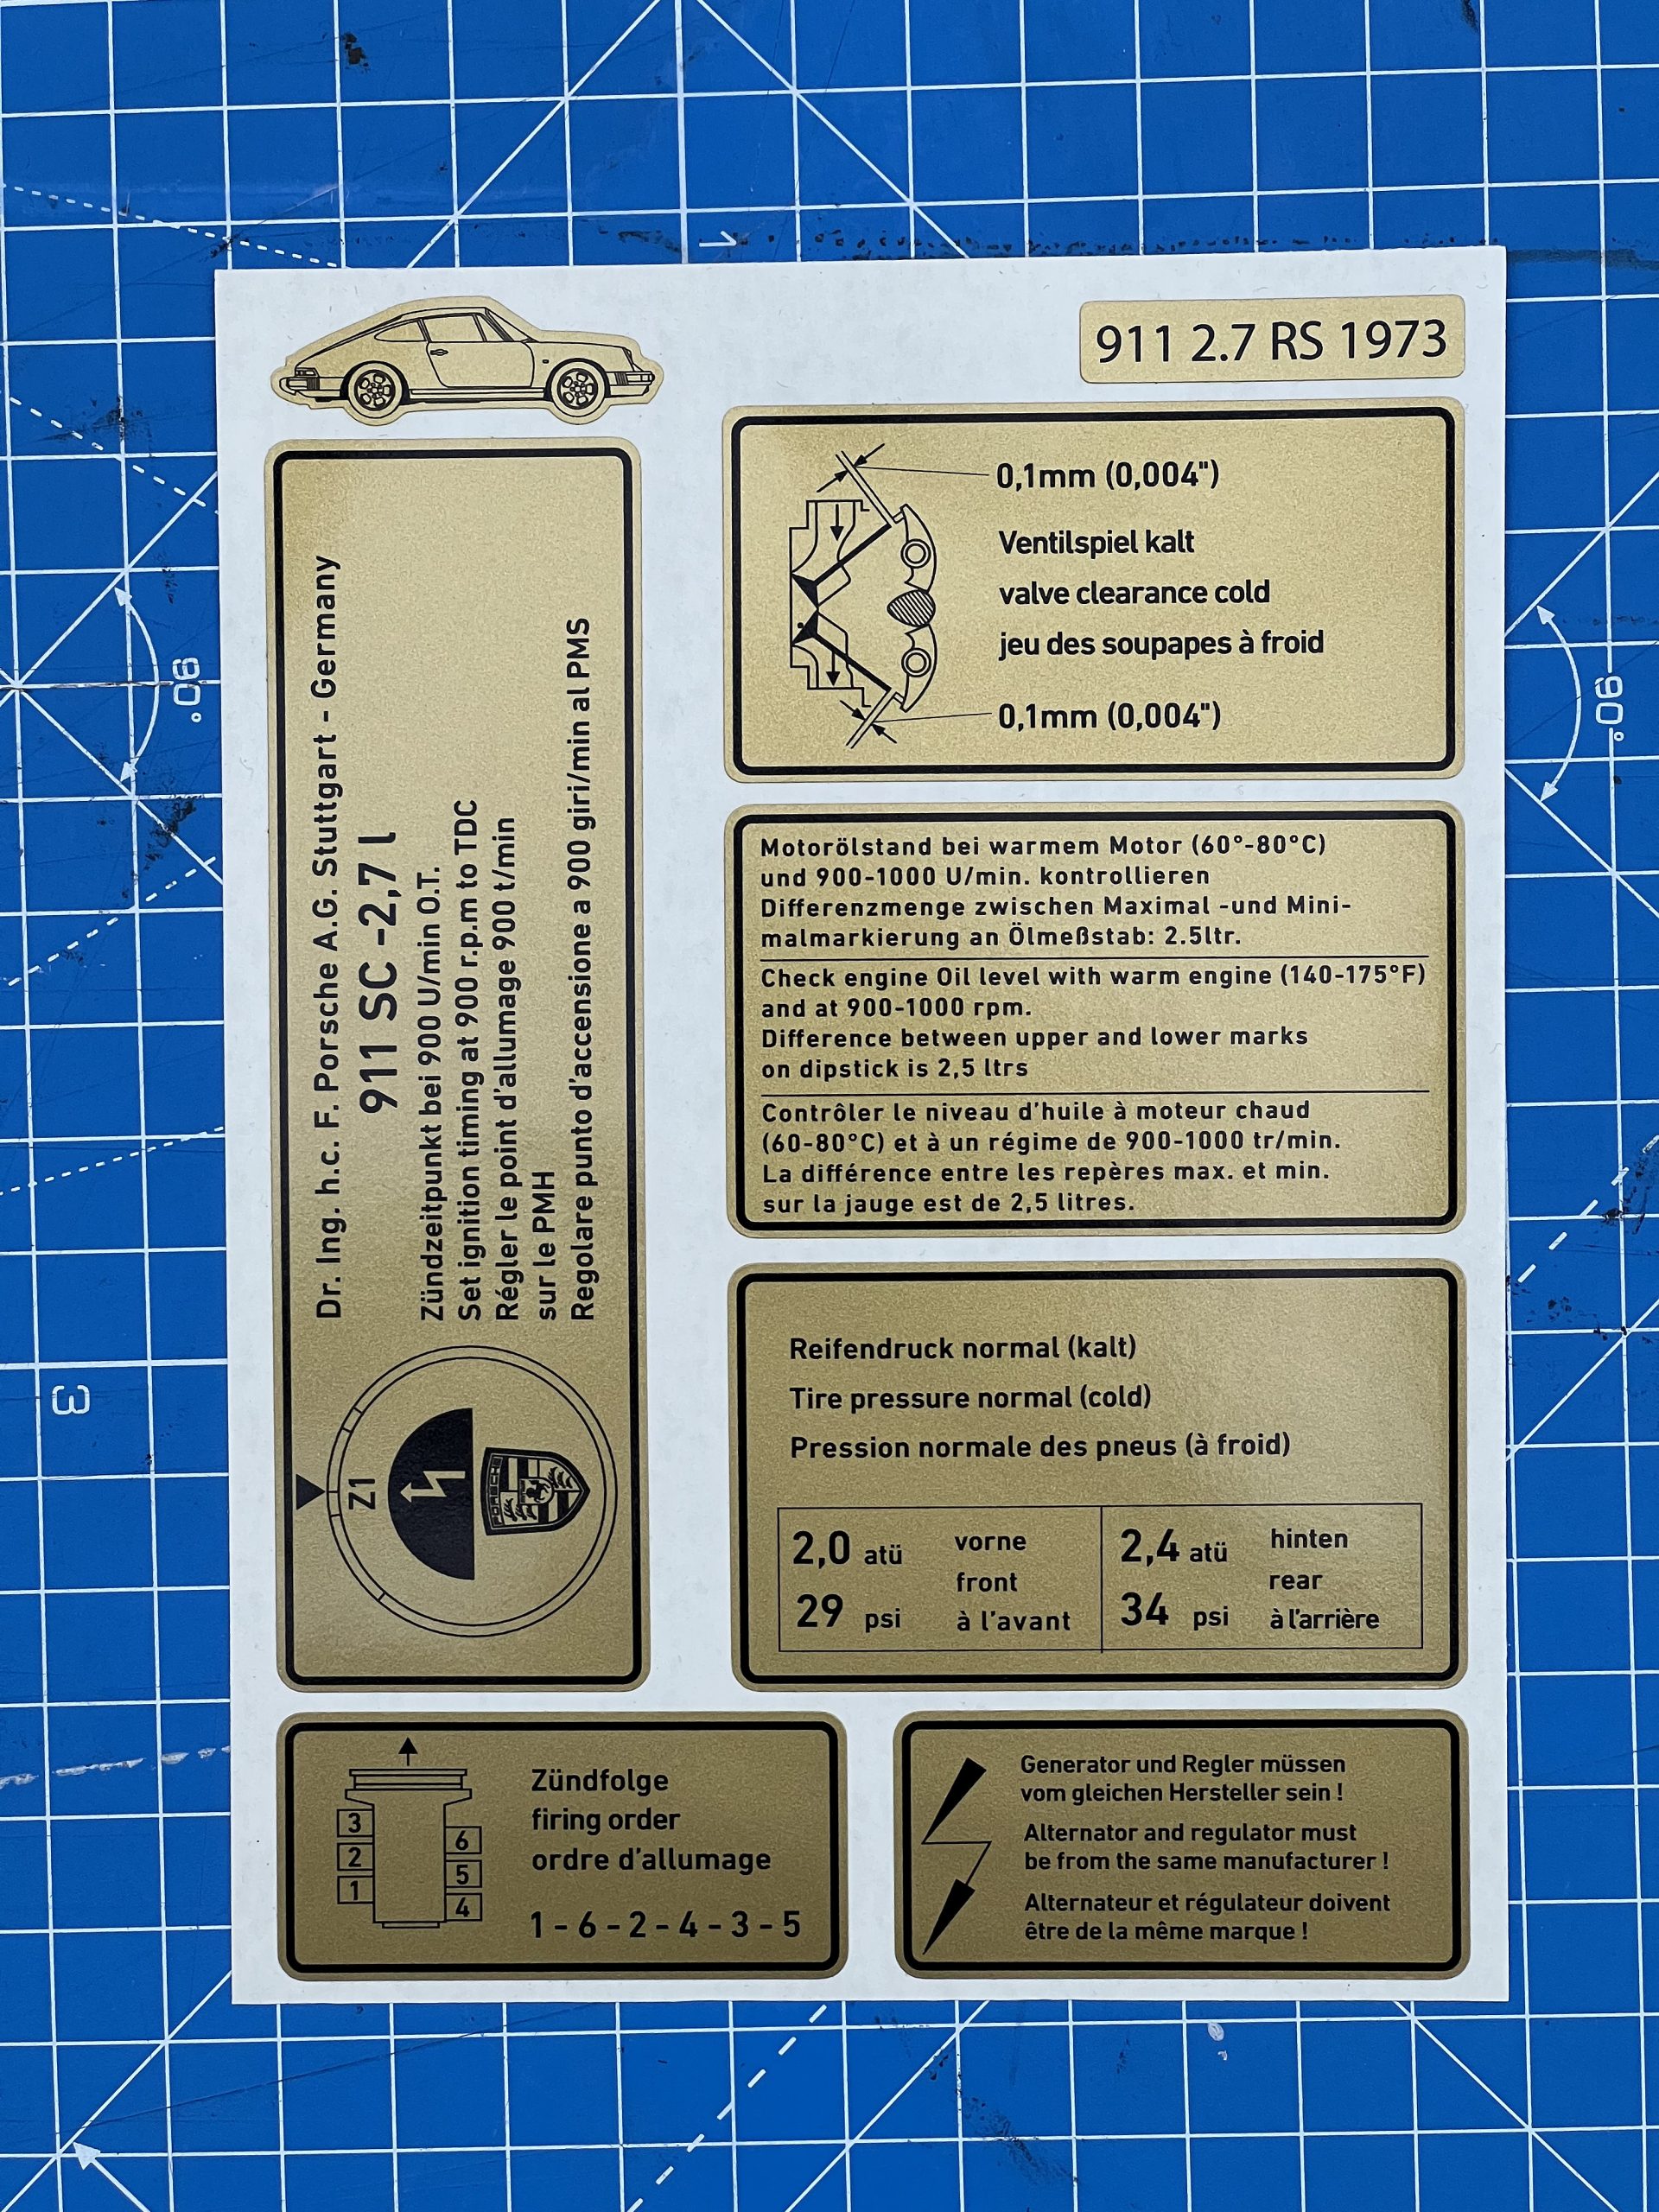 1
90°
90°
3
911 2.7 RS 1973
Dr. Ing. h.c. F. Porsche A.G. Stuttgart - Germany
911 SC -2,7 l
Zündzeitpunkt bei 900 U/min O.T.
Set ignition timing at 900 r.p.m to TDC
Régler le point d'allumage 900 t/min
sur le PMH
Regolare punto d'accensione a 900 giri/min al PMS
Z1
PORSCHE
0,1mm (0,004")
Ventilspiel kalt
valve clearance cold
jeu des soupapes à froid
0,1mm (0,004")
Motorölstand bei warmem Motor (60°-80°C)
und 900-1000 U/min. kontrollieren
Differenzmenge zwischen Maximal -und Mini-
malmarkierung an Ölmeßstab: 2.5ltr.
Check engine Oil level with warm engine (140-175°F)
and at 900-1000 rpm.
Difference between upper and lower marks
on dipstick is 2,5 ltrs
Contrôler le niveau d'huile à moteur chaud
(60-80°C) et à un régime de 900-1000 tr/min.
La différence entre les repères max. et min.
sur la jauge est de 2,5 litres.
Reifendruck normal (kalt)
Tire pressure normal (cold)
Pression normale des pneus (à froid)
2,0 atü vorne
front
29 psi à l'avant
2,4 atü hinten
rear
34 psi à l'arrière
3
2
1
6
5
4
Zündfolge
firing order
ordre d'allumage
1 - 6 - 2 - 4 - 3 - 5
Generator und Regler müssen
vom gleichen Hersteller sein !
Alternator and regulator must
be from the same manufacturer !
Alternateur et régulateur doivent
être de la même marque !